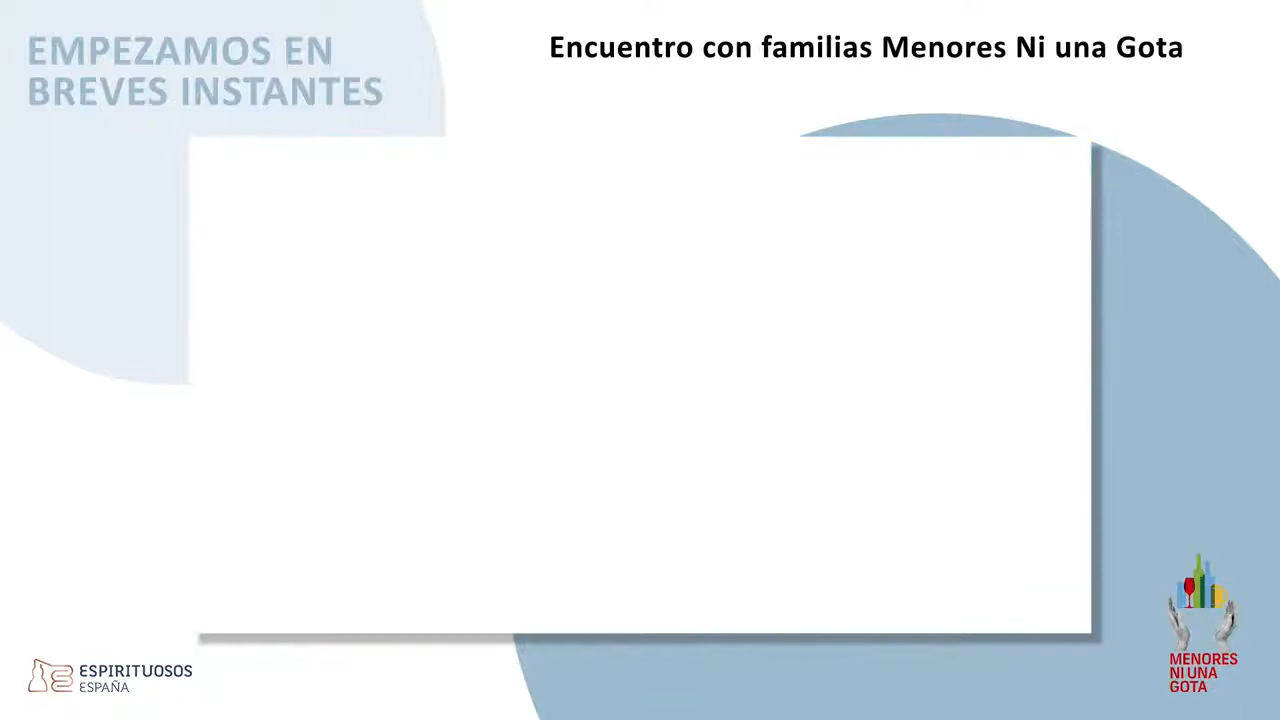 EMPEZAMOS EN
BREVES INSTANTES
Encuentro con familias Menores Ni una Gota
ESPIRITUOSOS
ESPAÑA
MENORES
NI UNA
GOTA